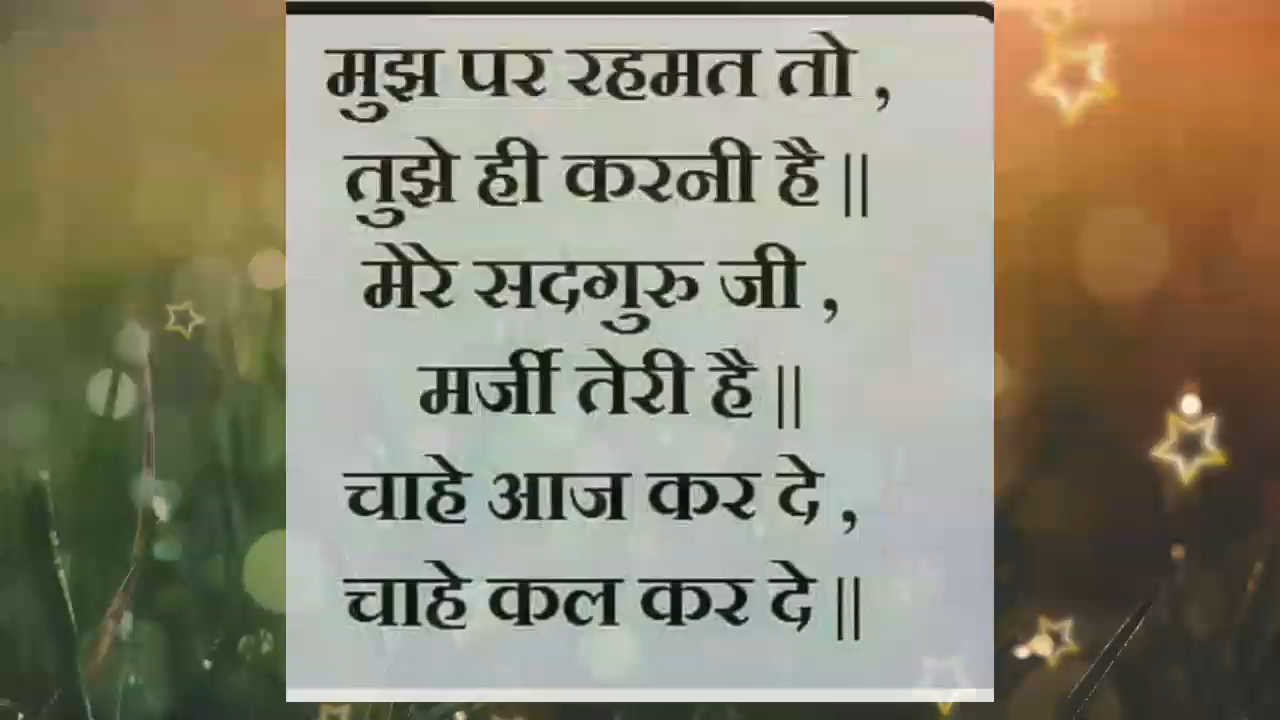 मुझ पर रहमत तो ,
तुझे ही करनी है ||
मेरे सदगुरु जी ,
मर्जी तेरी है ||
चाहे आज कर दे ,
चाहे कल कर दे ||